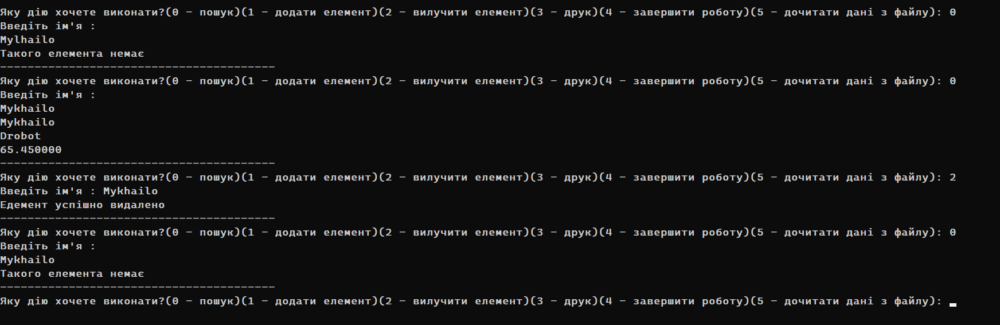 Яку дію хочете виконати?(0 - пошук)(1 - додати елемент)(2 - вилучити елемент)(3 - друк)(4 - завершити роботу)(5 - дочитати дані з файлу): 0
Введіть ім'я :
Mylhailo
Такого елемента немає
----------------------------------------
Яку дію хочете виконати?(0 - пошук)(1 - додати елемент)(2 - вилучити елемент)(3 - друк)(4 - завершити роботу)(5 - дочитати дані з файлу): 0
Введіть ім'я :
Mykhailo
Mykhailo
Drobot
65.450000
----------------------------------------
Яку дію хочете виконати?(0 - пошук)(1 - додати елемент)(2 - вилучити елемент)(3 - друк)(4 - завершити роботу)(5 - дочитати дані з файлу): 2
Введіть ім'я : Mykhailo
Едемент успішно видалено
----------------------------------------
Яку дію хочете виконати?(0 - пошук)(1 - додати елемент)(2 - вилучити елемент)(3 - друк)(4 - завершити роботу)(5 - дочитати дані з файлу): 0
Введіть ім'я :
Mykhailo
Такого елемента немає
----------------------------------------
Яку дію хочете виконати?(0 - пошук)(1 - додати елемент)(2 - вилучити елемент)(3 - друк)(4 - завершити роботу)(5 - дочитати дані з файлу):